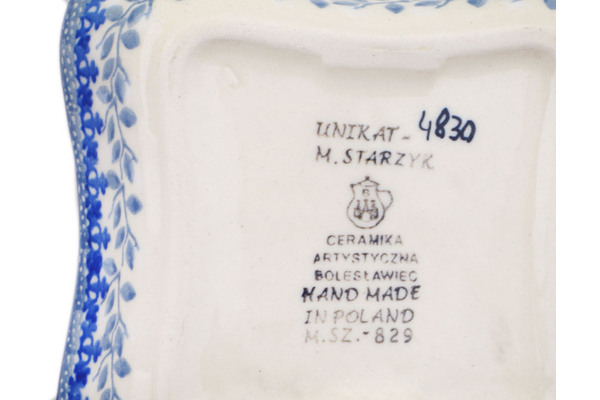 UNIKAT - 4830
M. STARZYK
B
CERAMIKA
ARTYSTYCZNA
BOLESŁAWIEC
HAND MADE
IN POLAND
M.SZ.-829